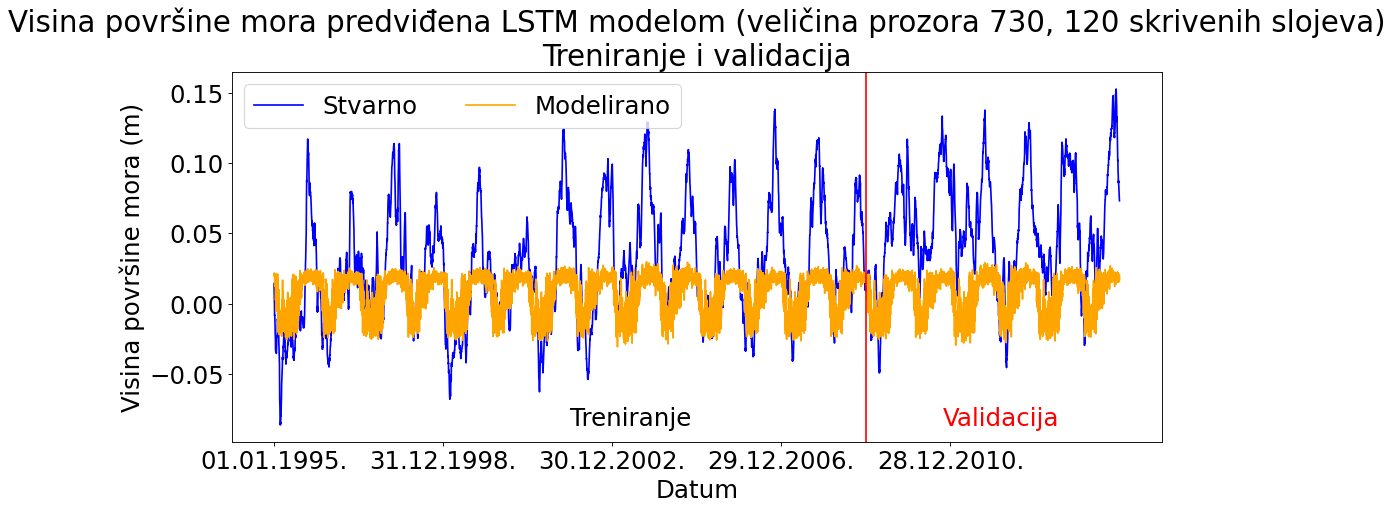 Visina površine mora predviđena LSTM modelom (veličina prozora 730, 120 skrivenih slojeva)
Treniranje i validacija
Stvarno
Modelirano
0.15
0.10
0.05
0.00
−0.05
Visina površine mora (m)
Treniranje
Validacija
01.01.1995.
31.12.1998.
30.12.2002.
29.12.2006.
28.12.2010.
Datum